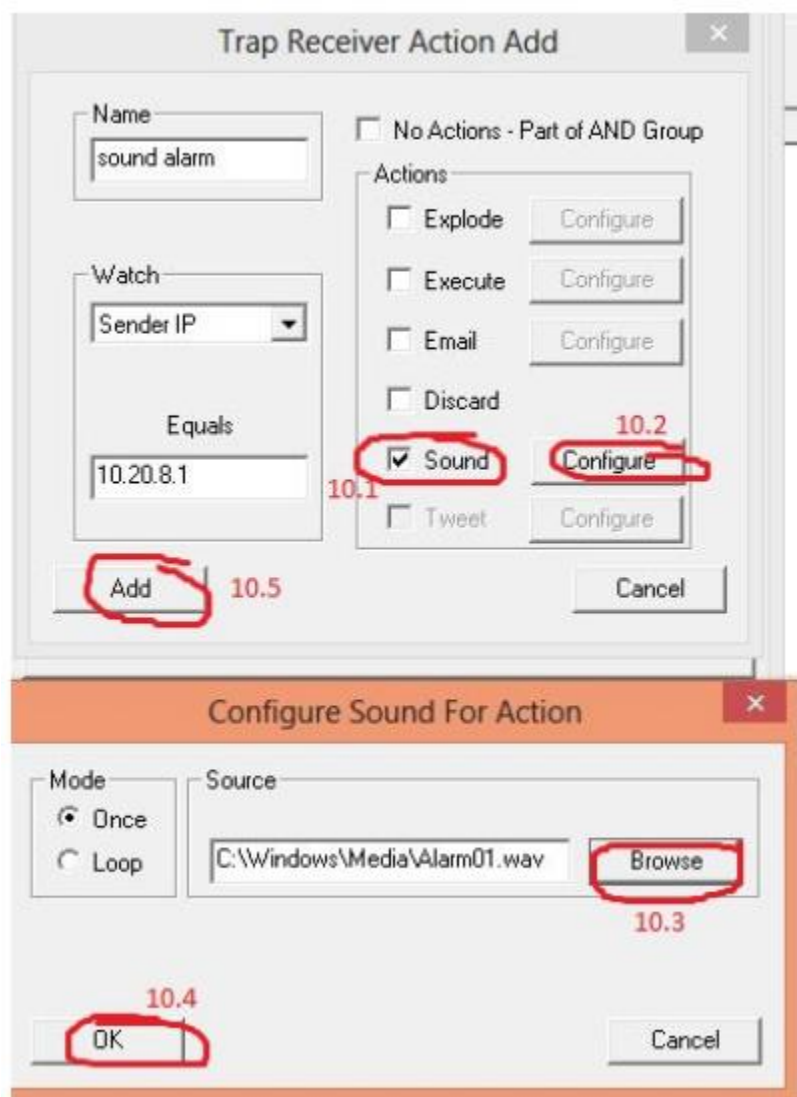 Trap Receiver Action Add
Name
sound alarm
No Actions - Part of AND Group
Actions
Explode Configure
Watch
Sender IP
Execute Configure
Email Configure
Discard
Equals
10.2
10.20.8.1
10.1
Sound Configure
Tweet Configure
Add 10.5 Cancel
Configure Sound For Action
Mode
Once
Loop
Source
C:\Windows\Media\Alarm01.wav Browse
10.3
10.4
OK Cancel